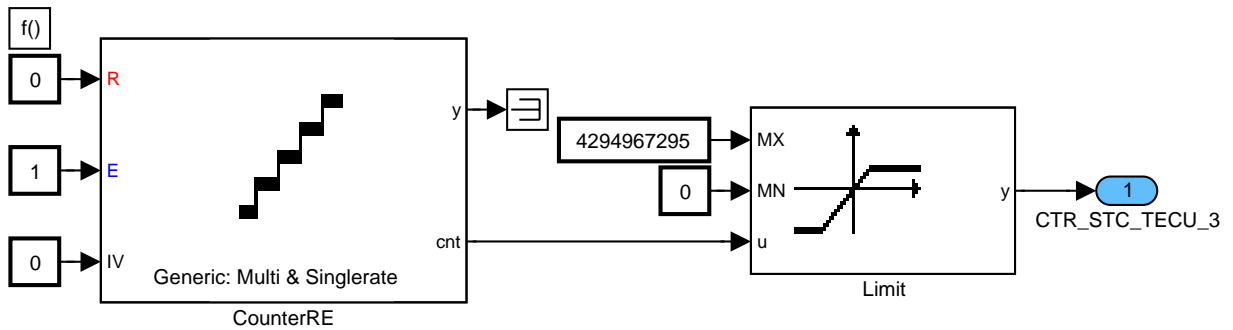 f()
0
R
1
E
0
IV
y
cnt
Generic: Multi & Singlerate
CounterRE
4294967295
MX
0
MN
u
y
Limit
1
CTR_STC_TECU_3